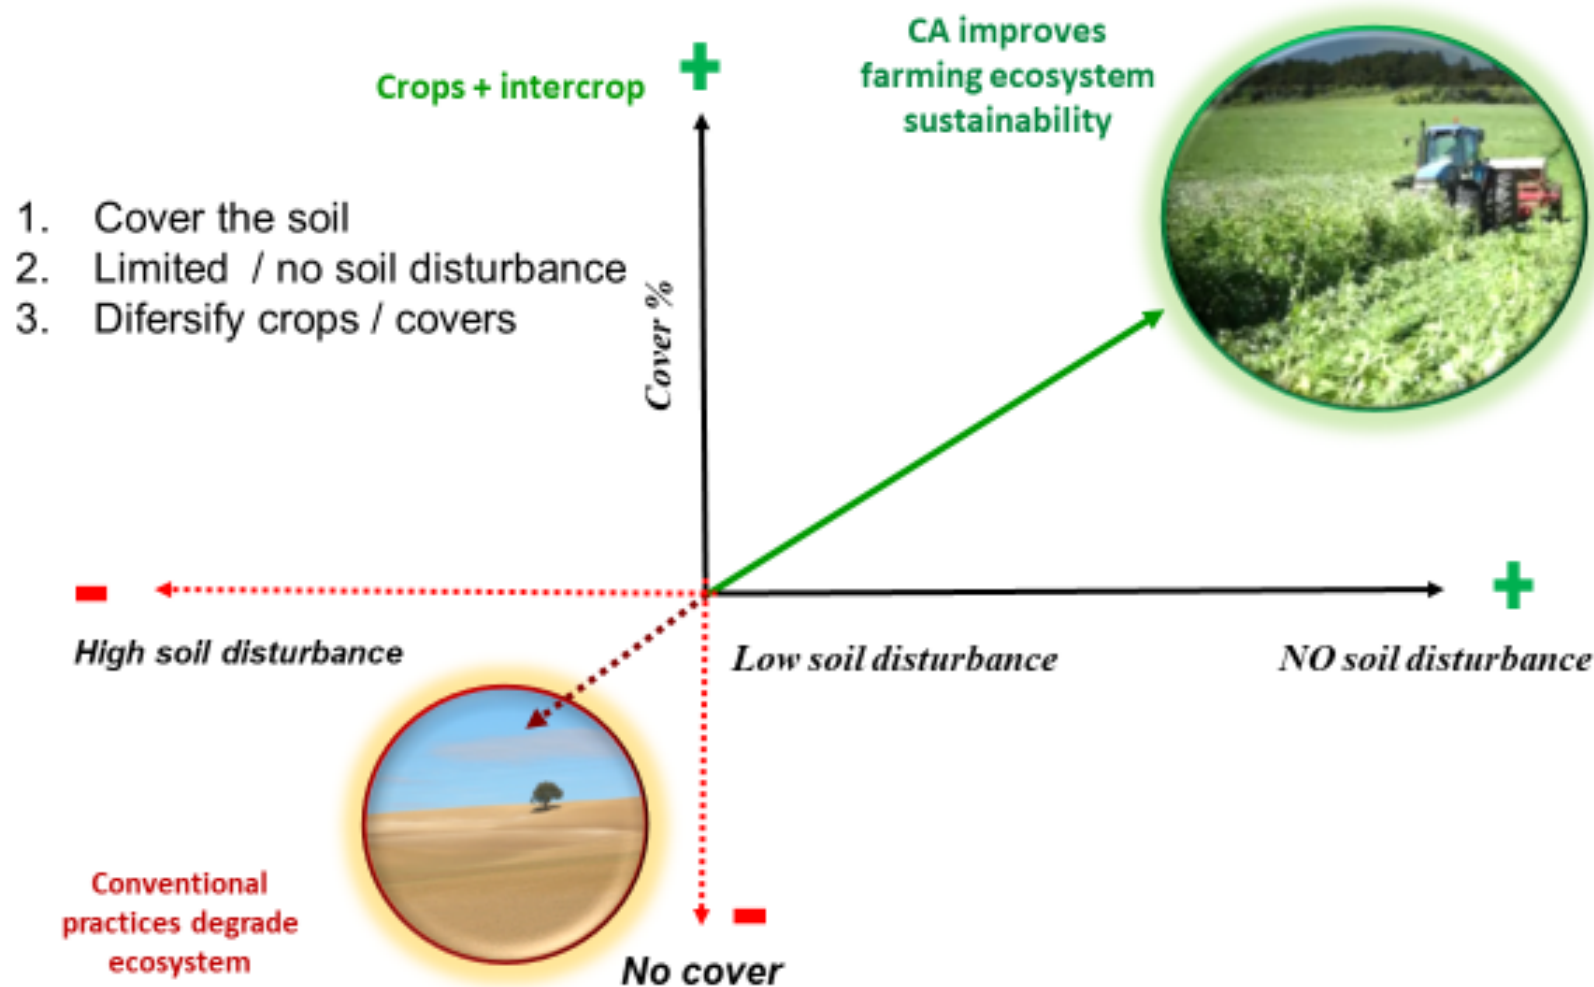 CA improves
farming ecosystem
sustainability
Crops + intercrop
1. Cover the soil
2. Limited / no soil disturbance
3. Difersify crops / covers
Cover %
High soil disturbance
Low soil disturbance
NO soil disturbance
Conventional
practices degrade
ecosystem
No cover